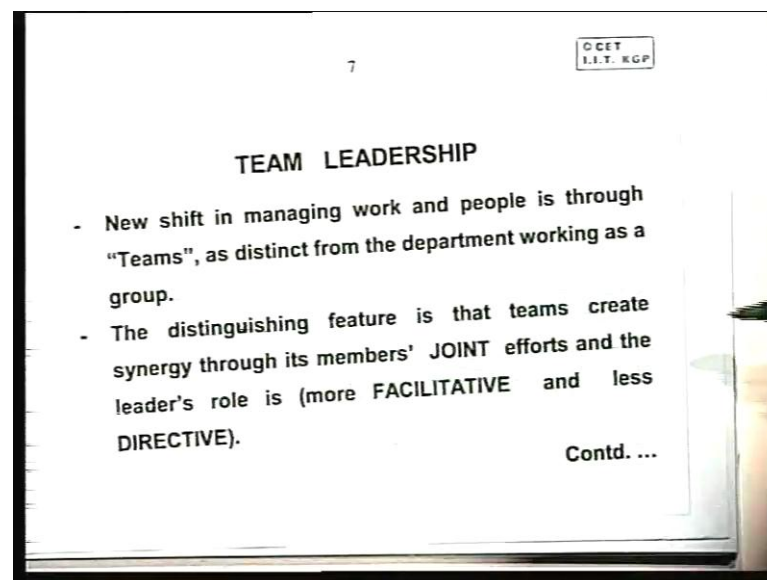 7
© CET
I.I.T. KGP
TEAM LEADERSHIP
- New shift in managing work and people is through
“Teams”, as distinct from the department working as a
group.
- The distinguishing feature is that teams create
synergy through its members’ JOINT efforts and the
leader’s role is (more FACILITATIVE and less
DIRECTIVE).
Contd. ...